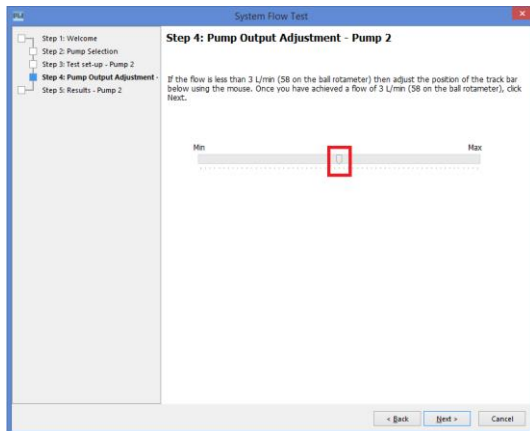 System Flow Test
Step 1: Welcome
Step 2: Pump Selection
Step 3: Test set-up - Pump 2
Step 4: Pump Output Adjustment -
Step 5: Results - Pump 2
Step 4: Pump Output Adjustment - Pump 2
If the flow is less than 3 L/min (58 on the ball rotameter) then adjust the position of the track bar
below using the mouse. Once you have achieved a flow of 3 L/min (58 on the ball rotameter), click
Next.
Min Max
< Back Next > Cancel